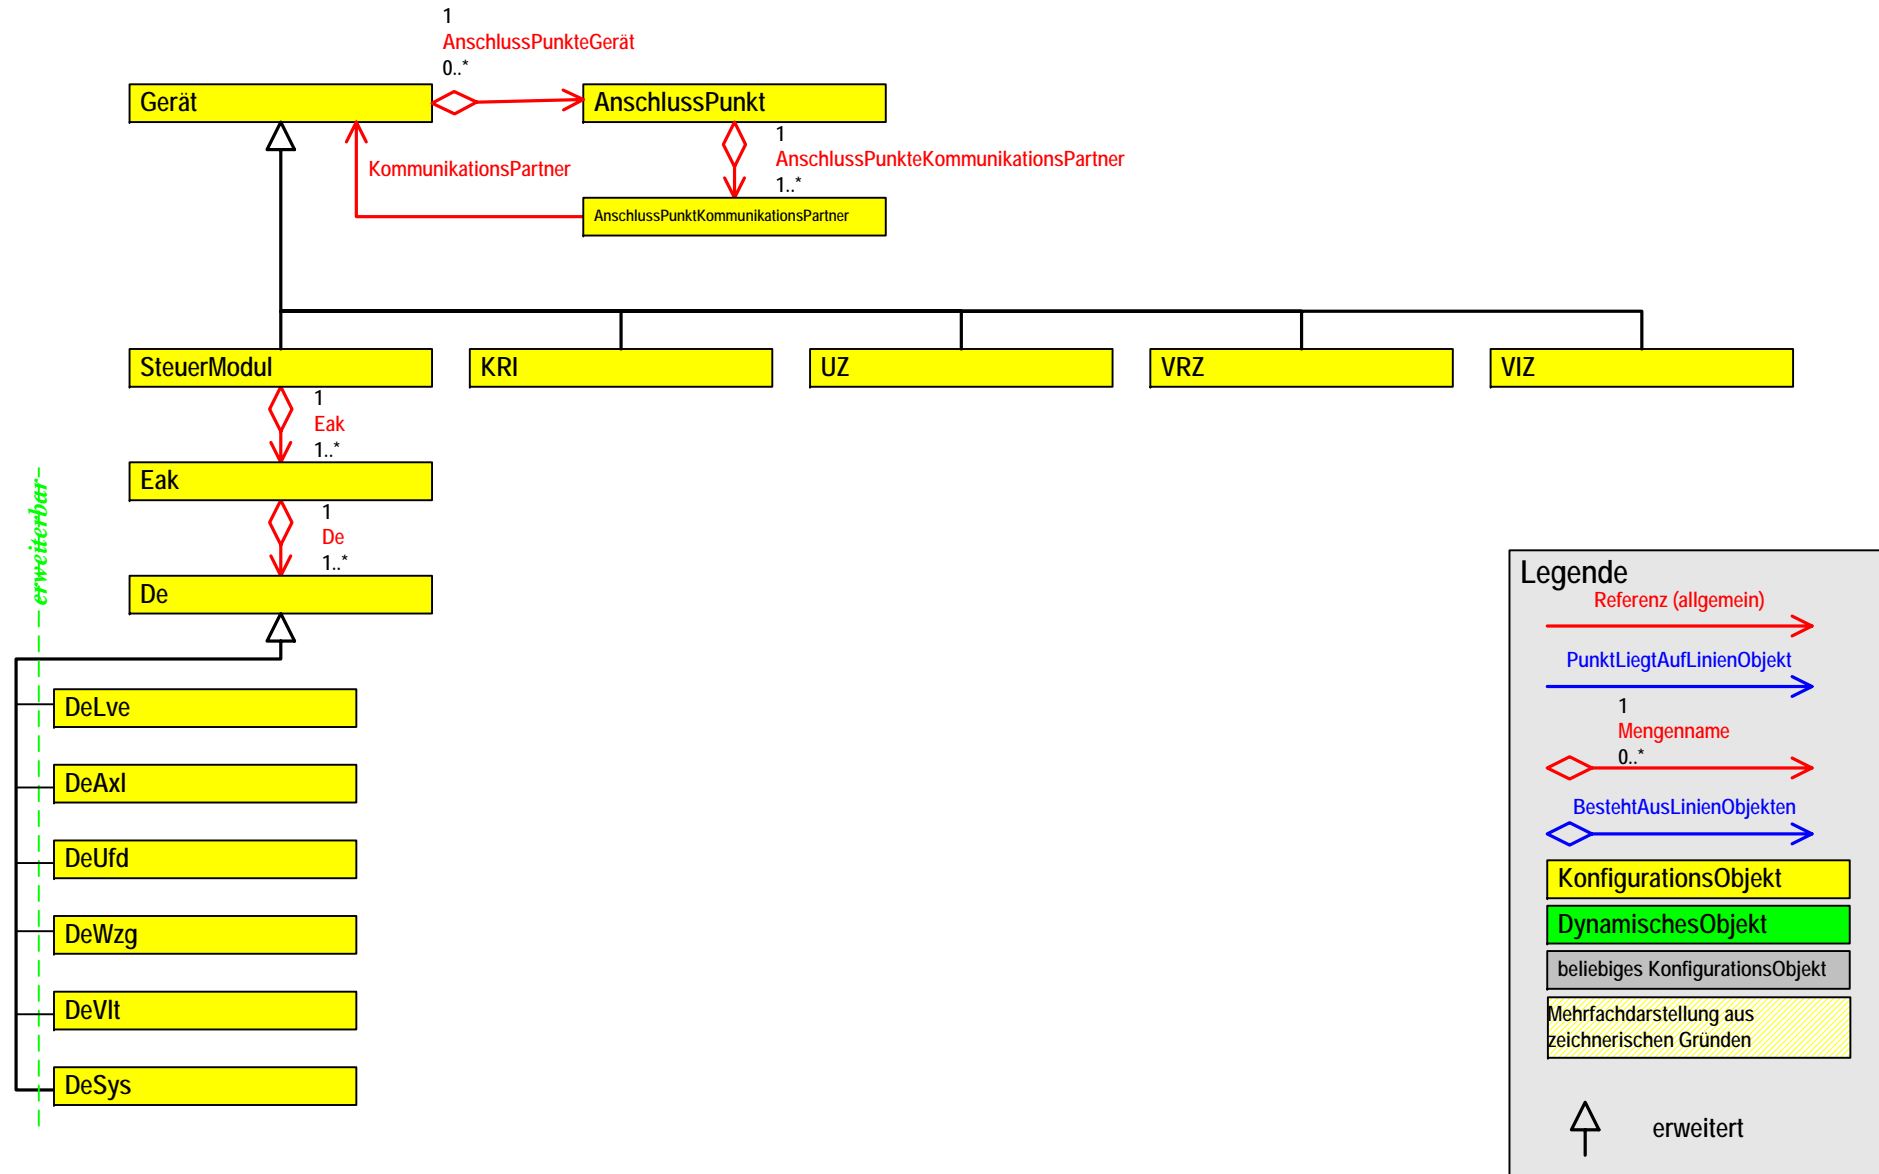 1
AnschlussPunkteGerät
0..*
Gerät
AnschlussPunkt
1
AnschlussPunkteKommunikationsPartner
1..*
KommunikationsPartner
AnschlussPunktKommunikationsPartner
SteuerModul
KRI
UZ
VRZ
VIZ
1
Eak
1..*
Eak
1
De
1..*
De
erweiterbar
DeLve
DeAxl
DeUfd
DeWzg
DeVlt
DeSys
Legende
Referenz (allgemein)
PunktLiegtAufLinienObjekt
1
Mengenname
0..*
BestehtAusLinienObjekten
KonfigurationsObjekt
DynamischesObjekt
beliebiges KonfigurationsObjekt
Mehrfachdarstellung aus
zeichnerischen Gründen
erweitert